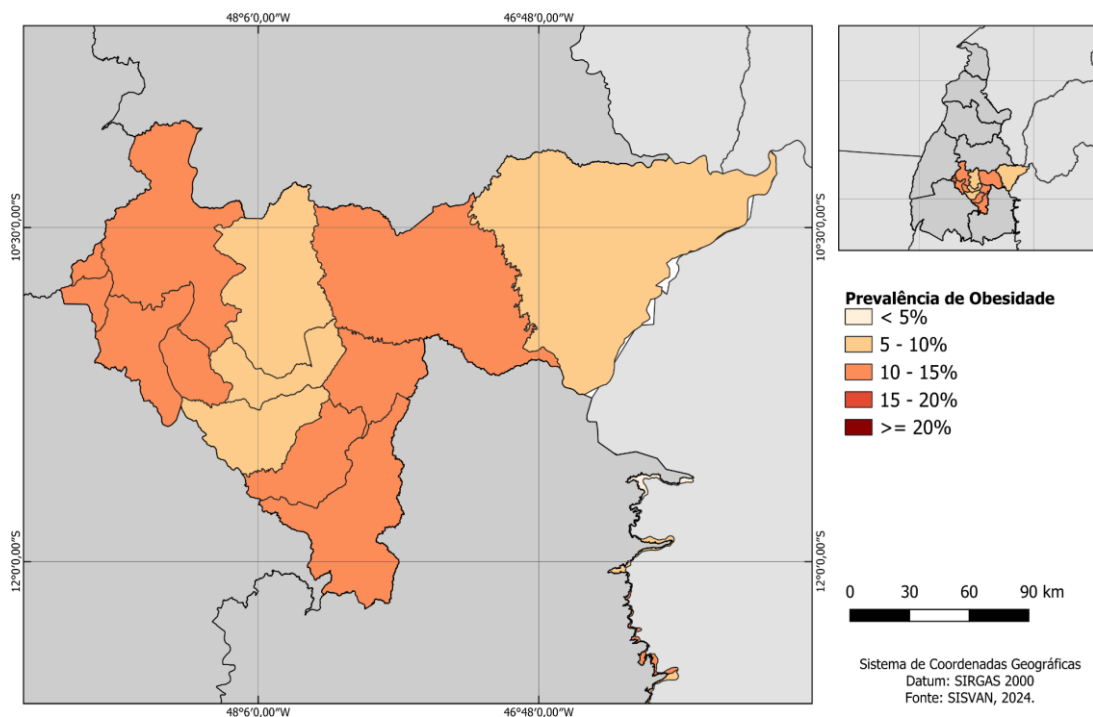 48°6'0,00"W
46°48'0,00"W
10°30'0,00"S
10°30'0,00"S
12°0'0,00"S
12°0'0,00"S
48°6'0,00"W
46°48'0,00"W
Prevalência de Obesidade
< 5%
5 - 10%
10 - 15%
15 - 20%
>= 20%
0 30 60 90 km
Sistema de Coordenadas Geográficas
Datum: SIRGAS 2000
Fonte: SISVAN, 2024.